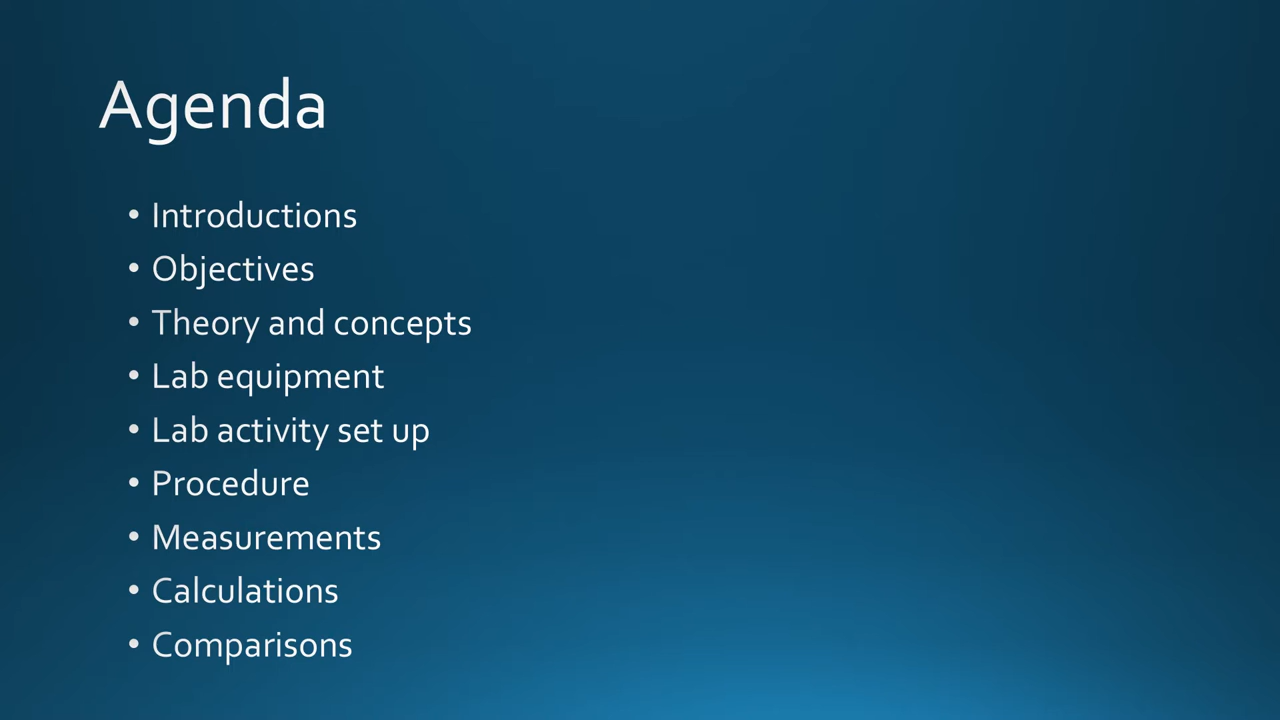 Agenda
• Introductions
• Objectives
• Theory and concepts
• Lab equipment
• Lab activity set up
• Procedure
• Measurements
• Calculations
• Comparisons